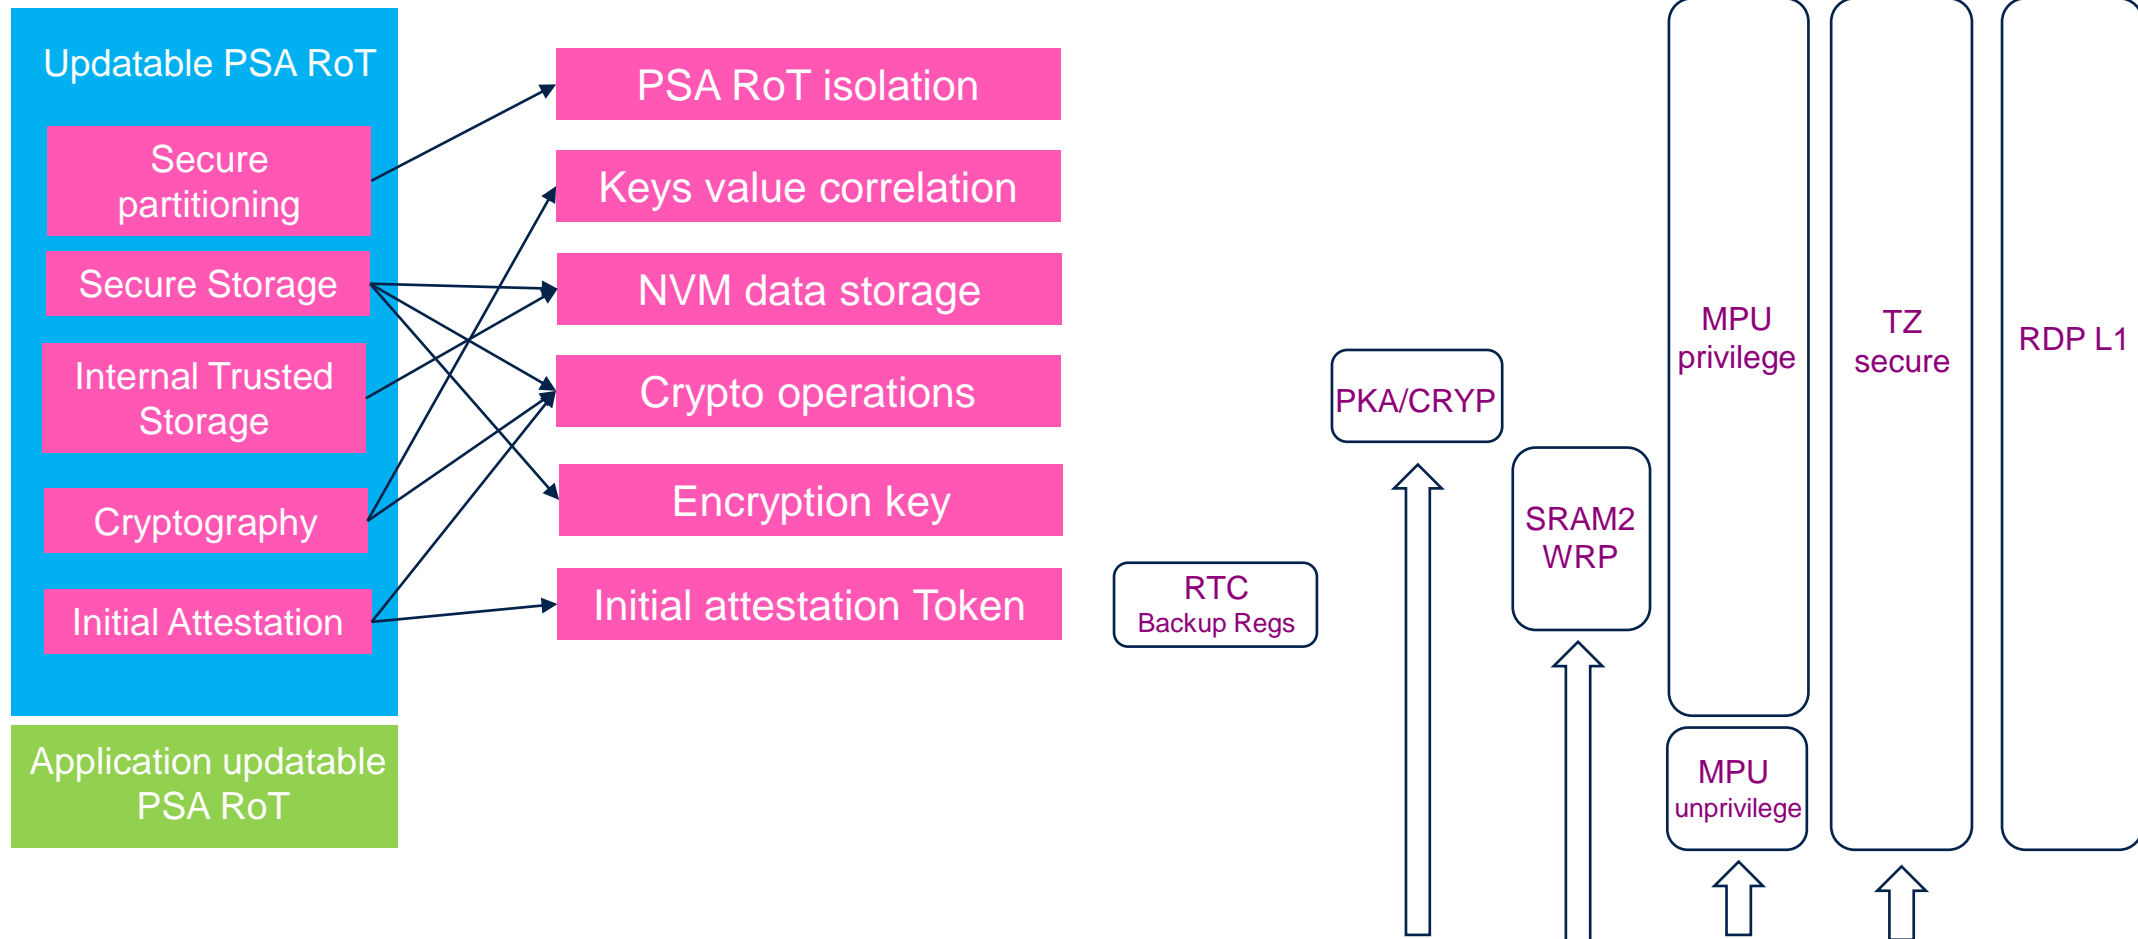 Updatable PSA RoT
Secure
partitioning
Secure Storage
Internal Trusted
Storage
Cryptography
Initial Attestation
Application updatable
PSA RoT
PSA RoT isolation
Keys value correlation
NVM data storage
Crypto operations
Encryption key
Initial attestation Token
RTC
Backup Regs
PKA/CRYP
SRAM2
WRP
MPU
privilege
MPU
unprivilege
TZ
secure
RDP L1